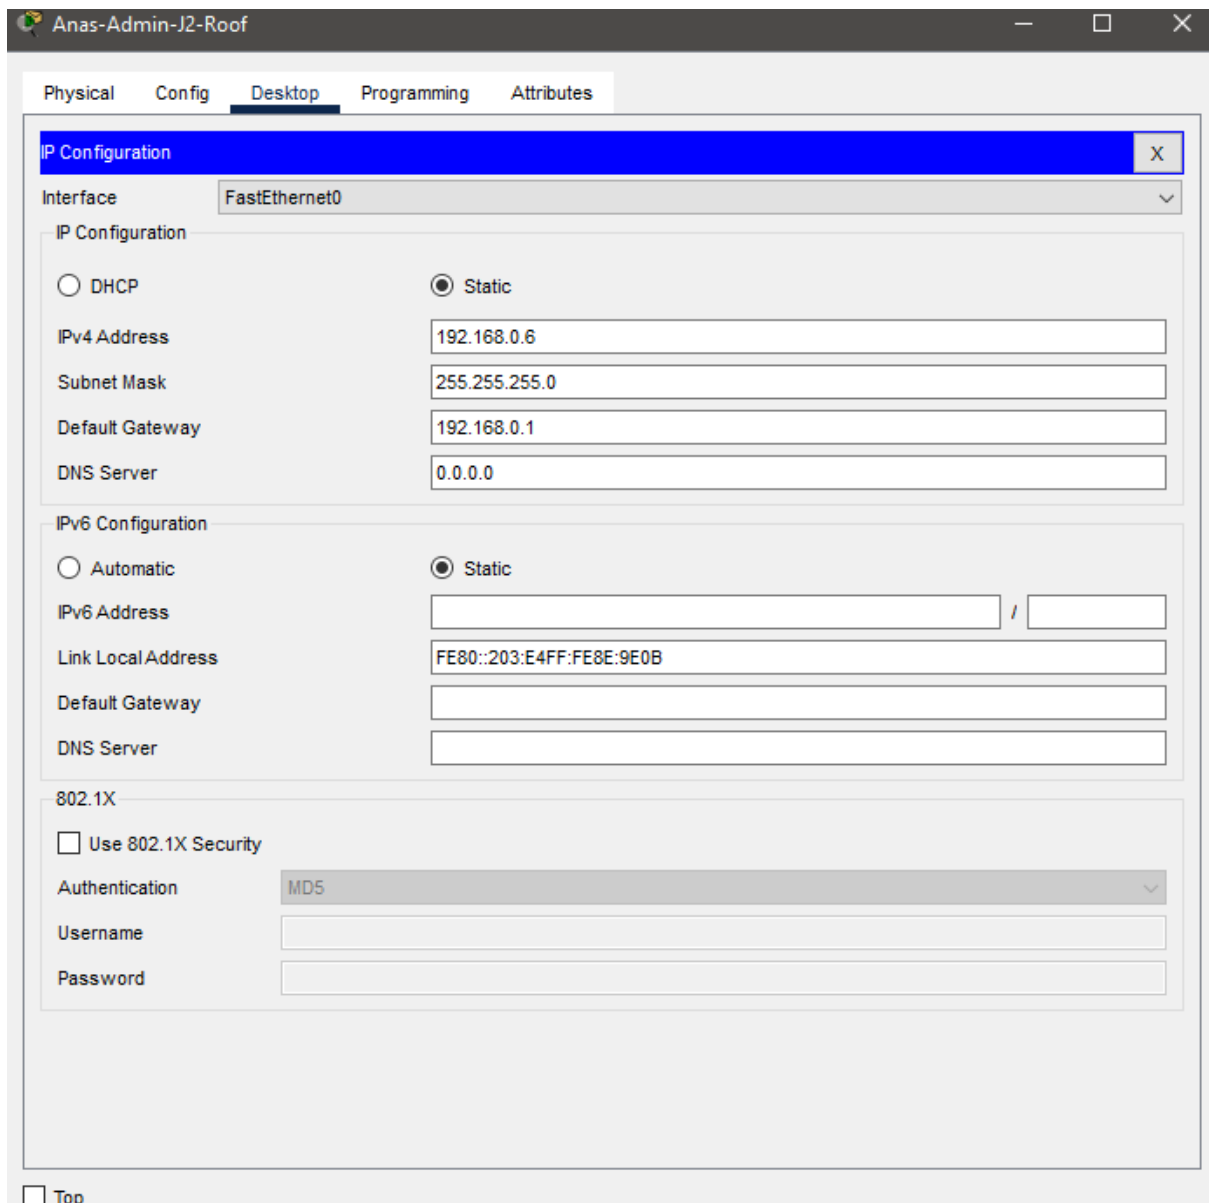 Anas-Admin-J2-Roof
Physical Config Desktop Programming Attributes
IP Configuration X
Interface FastEthernet0
IP Configuration
DHCP Static
IPv4 Address 192.168.0.6
Subnet Mask 255.255.255.0
Default Gateway 192.168.0.1
DNS Server 0.0.0.0
IPv6 Configuration
Automatic Static
IPv6 Address /
Link Local Address FE80::203:E4FF:FE8E:9E0B
Default Gateway
DNS Server
802.1X
Use 802.1X Security
Authentication MD5
Username
Password
Top